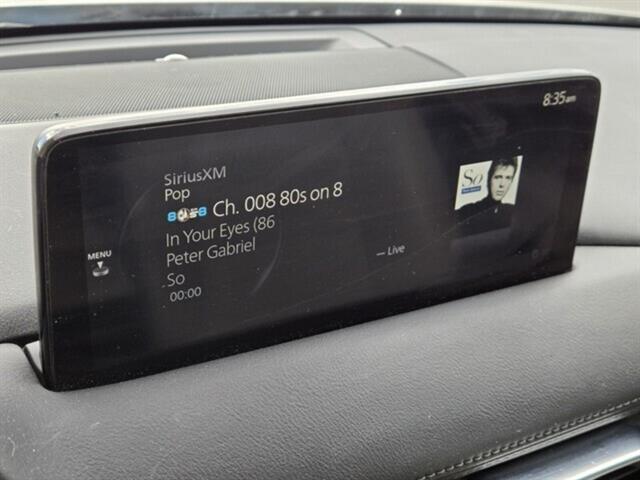 8:35am
SiriusXM
Pop
Ch. 008 80s on 8
In Your Eyes (86
Peter Gabriel
So
00:00
MENU
Live
So